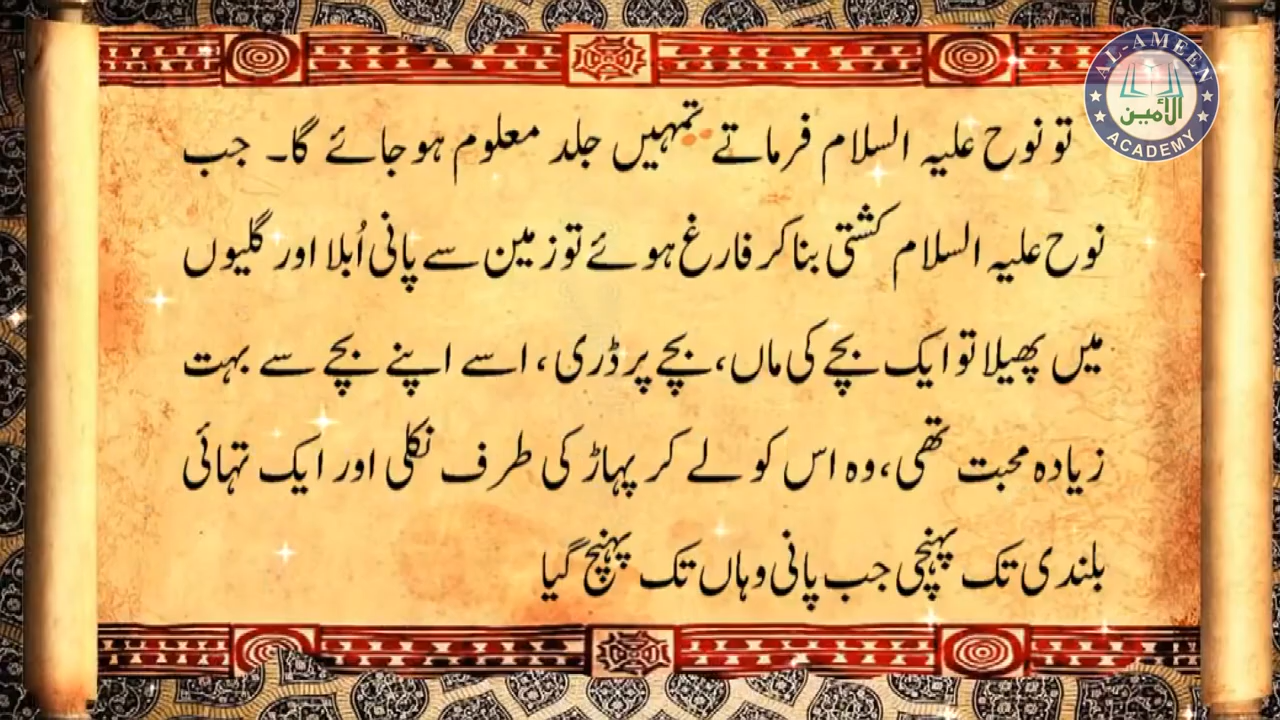 AL-AMEEN
الأمين
ACADEMY
تو نوح علیہ السلام فرماتے تمہیں جلد معلوم ہو جائے گا۔ جب
نوح علیہ السلام کشتی بنا کر فارغ ہوئے تو زمین سے پانی اُبلا اور گلیوں
میں پھیلا تو ایک بچے کی ماں، بچے پر ڈری، اسے اپنے بچے سے بہت
زیادہ محبت تھی، وہ اس کو لے کر پہاڑ کی طرف نکلی اور ایک تہائی
بلندی تک پہنچی جب پانی وہاں تک پہنچ گیا